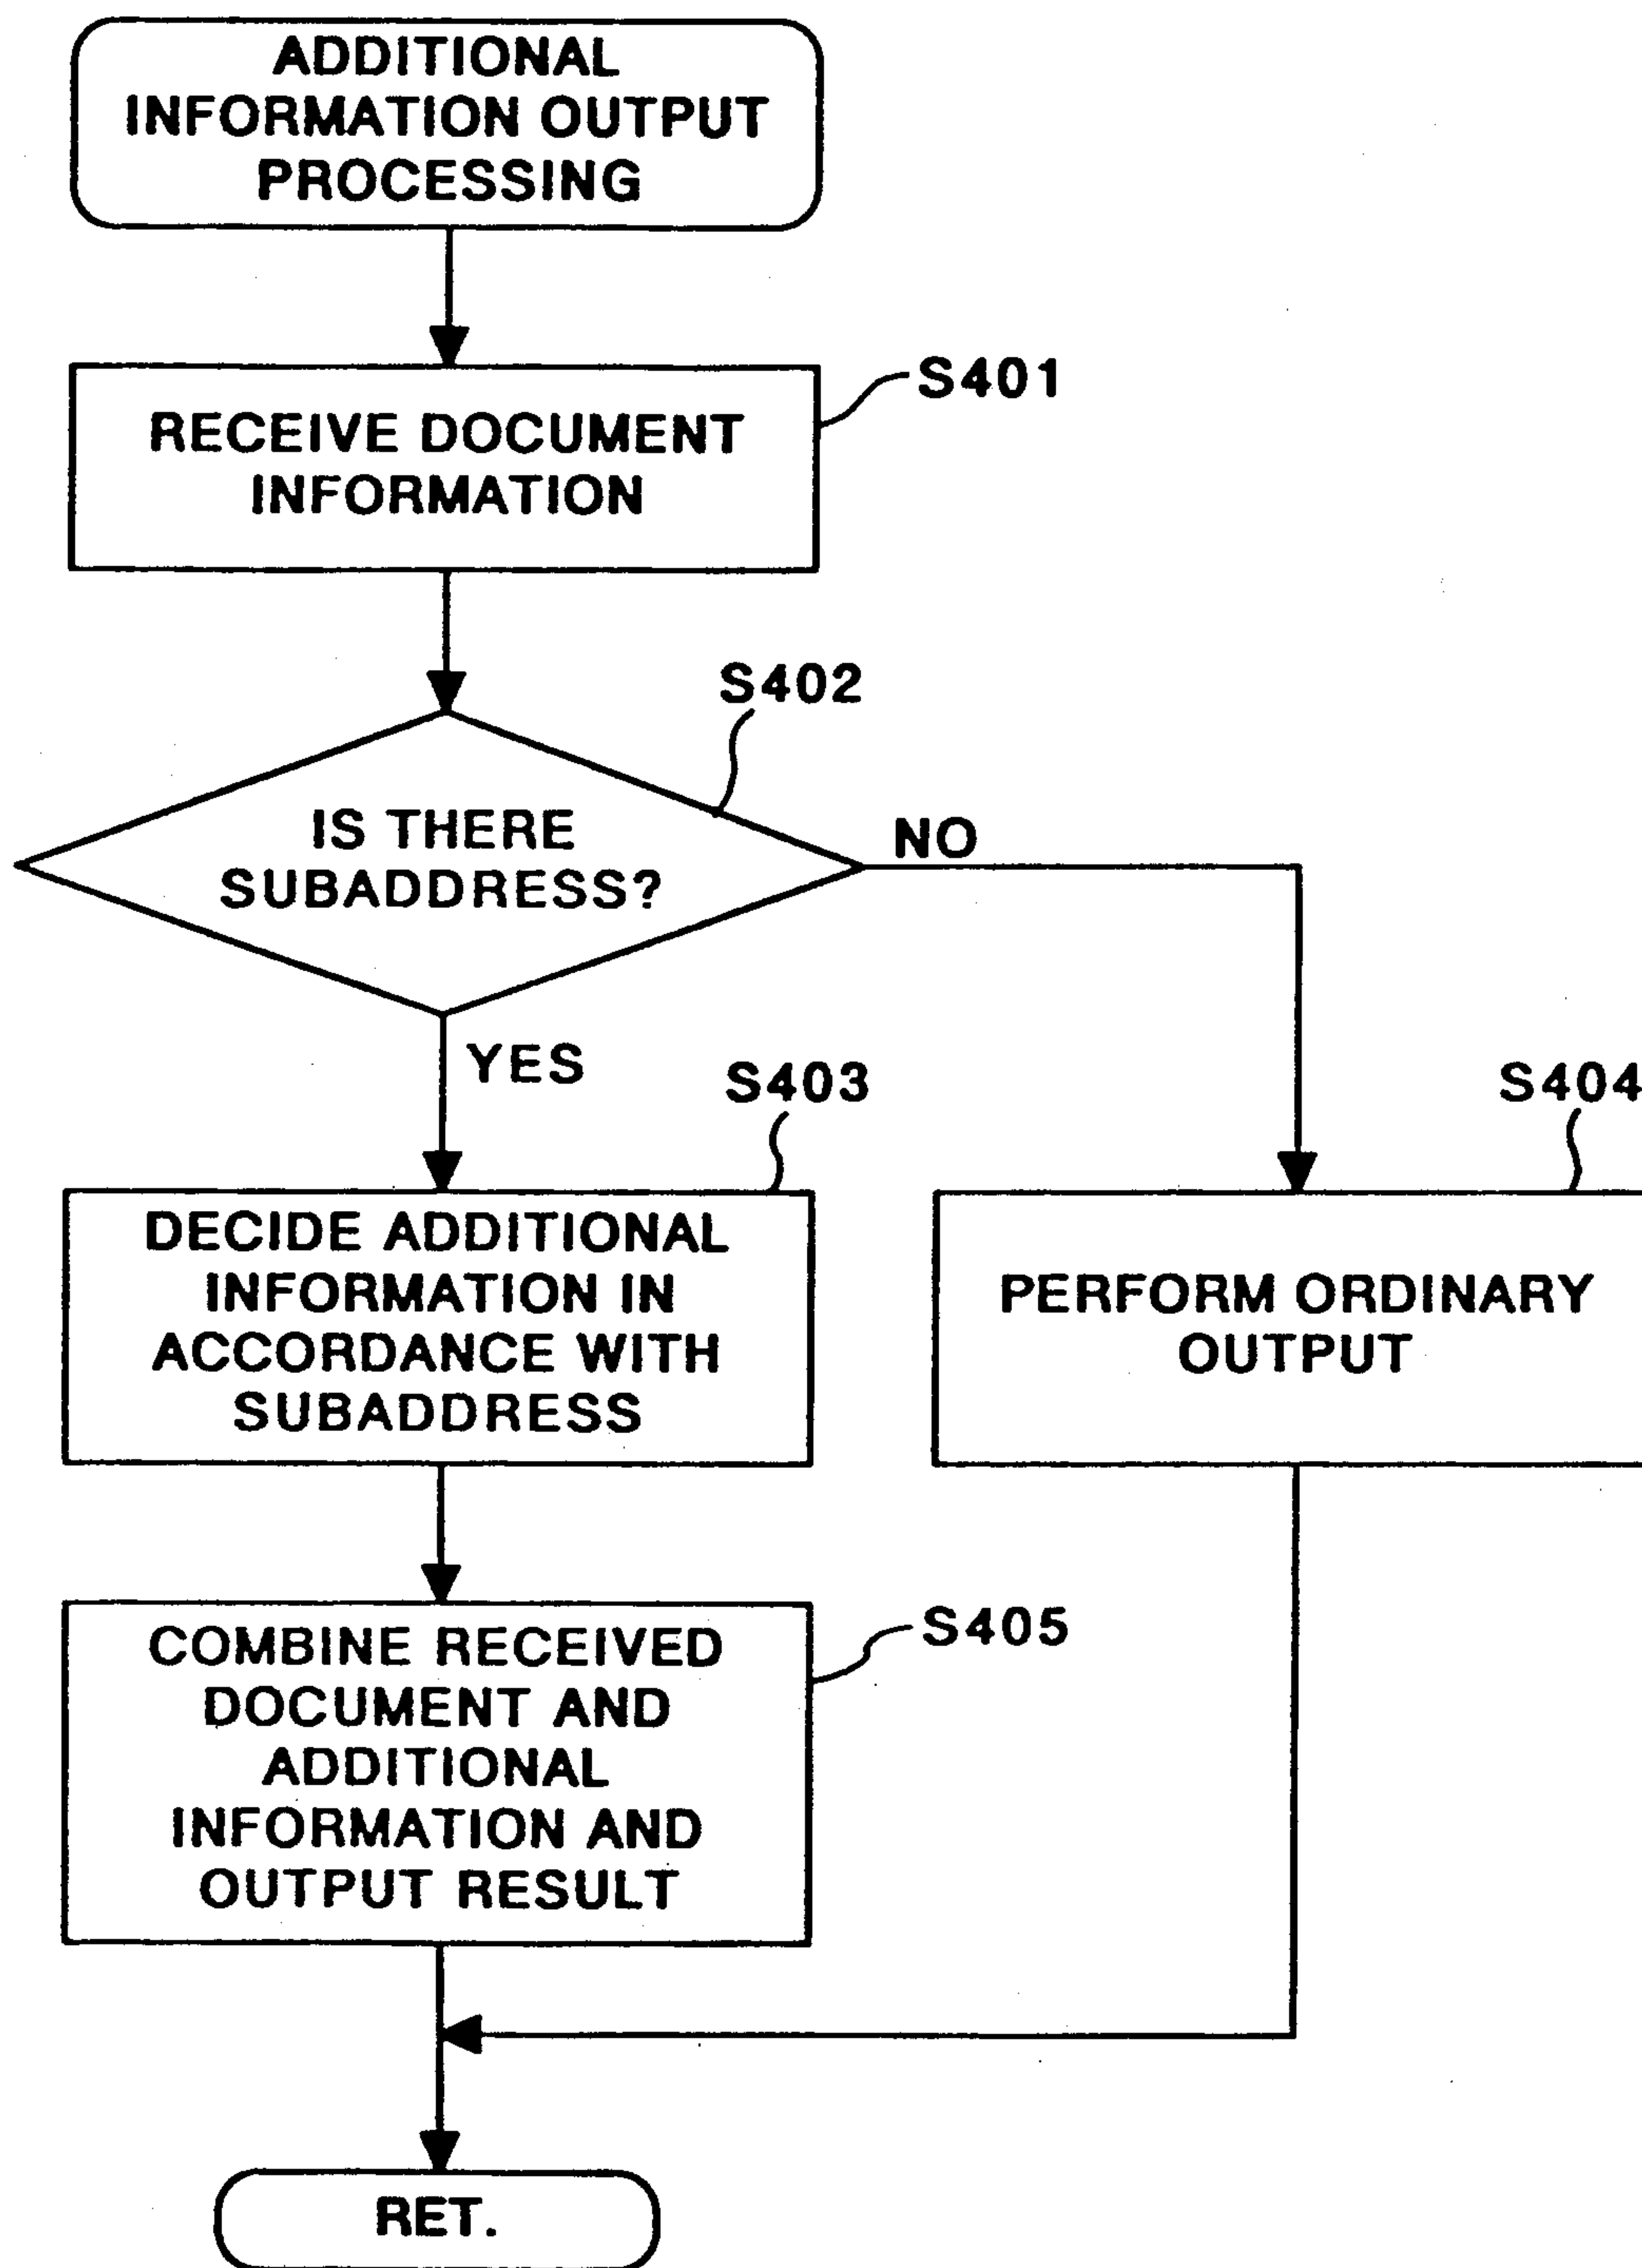 ADDITIONAL
INFORMATION OUTPUT
PROCESSING
S401
RECEIVE DOCUMENT
INFORMATION
S402
IS THERE
SUBADDRESS?
NO
YES
S403
S404
DECIDE ADDITIONAL
INFORMATION IN
ACCORDANCE WITH
SUBADDRESS
PERFORM ORDINARY
OUTPUT
S405
COMBINE RECEIVED
DOCUMENT AND
ADDITIONAL
INFORMATION AND
OUTPUT RESULT
RET.